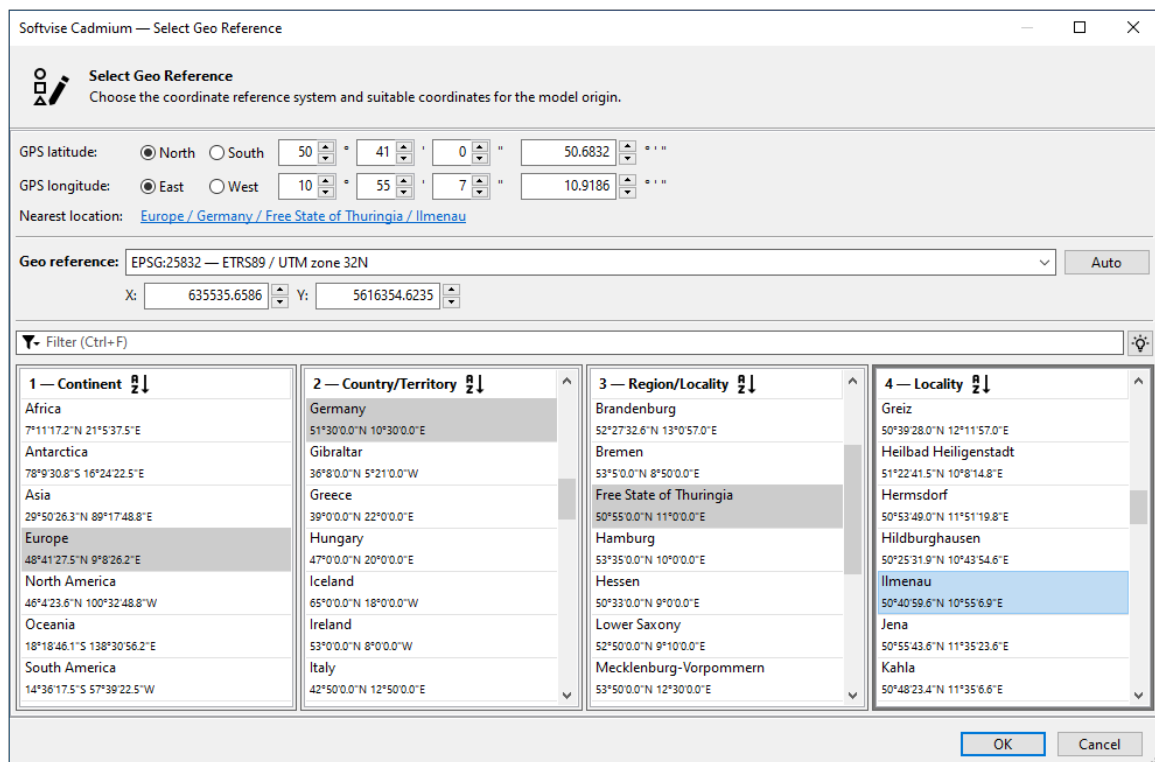 Softvise Cadmium — Select Geo Reference
Select Geo Reference
Choose the coordinate reference system and suitable coordinates for the model origin.
GPS latitude: North South 50 ° 41 ' 0 " 50.6832 ° ' "
GPS longitude: East West 10 ° 55 ' 7 " 10.9186 ° ' "
Nearest location: Europe / Germany / Free State of Thuringia / Ilmenau
Geo reference: EPSG:25832 — ETRS89 / UTM zone 32N Auto
X: 635535.6586 Y: 5616354.6235
Filter (Ctrl+F)
1 — Continent
Africa
7°11'17.2"N 21°5'37.5"E
Antarctica
78°9'30.8"S 16°24'22.5"E
Asia
29°50'26.3"N 89°17'48.8"E
Europe
48°41'27.5"N 9°8'26.2"E
North America
46°4'23.6"N 100°32'48.8"W
Oceania
18°18'46.1"S 138°30'56.2"E
South America
14°36'17.5"S 57°39'22.5"W
2 — Country/Territory
Germany
51°30'0.0"N 10°30'0.0"E
Gibraltar
36°8'0.0"N 5°21'0.0"W
Greece
39°0'0.0"N 22°0'0.0"E
Hungary
47°0'0.0"N 20°0'0.0"E
Iceland
65°0'0.0"N 18°0'0.0"W
Ireland
53°0'0.0"N 8°0'0.0"W
Italy
42°50'0.0"N 12°50'0.0"E
3 — Region/Locality
Brandenburg
52°27'32.6"N 13°0'57.0"E
Bremen
53°5'0.0"N 8°50'0.0"E
Free State of Thuringia
50°55'0.0"N 11°0'0.0"E
Hamburg
53°35'0.0"N 10°0'0.0"E
Hessen
50°33'0.0"N 9°0'0.0"E
Lower Saxony
52°50'0.0"N 9°10'0.0"E
Mecklenburg-Vorpommern
53°50'0.0"N 12°30'0.0"E
4 — Locality
Greiz
50°39'28.0"N 12°11'57.0"E
Heilbad Heiligenstadt
51°22'41.5"N 10°8'14.8"E
Hermsdorf
50°53'49.0"N 11°51'19.8"E
Hildburghausen
50°25'31.9"N 10°43'54.6"E
Ilmenau
50°40'59.6"N 10°55'6.9"E
Jena
50°55'43.6"N 11°35'23.6"E
Kahla
50°48'23.4"N 11°35'6.6"E
OK Cancel